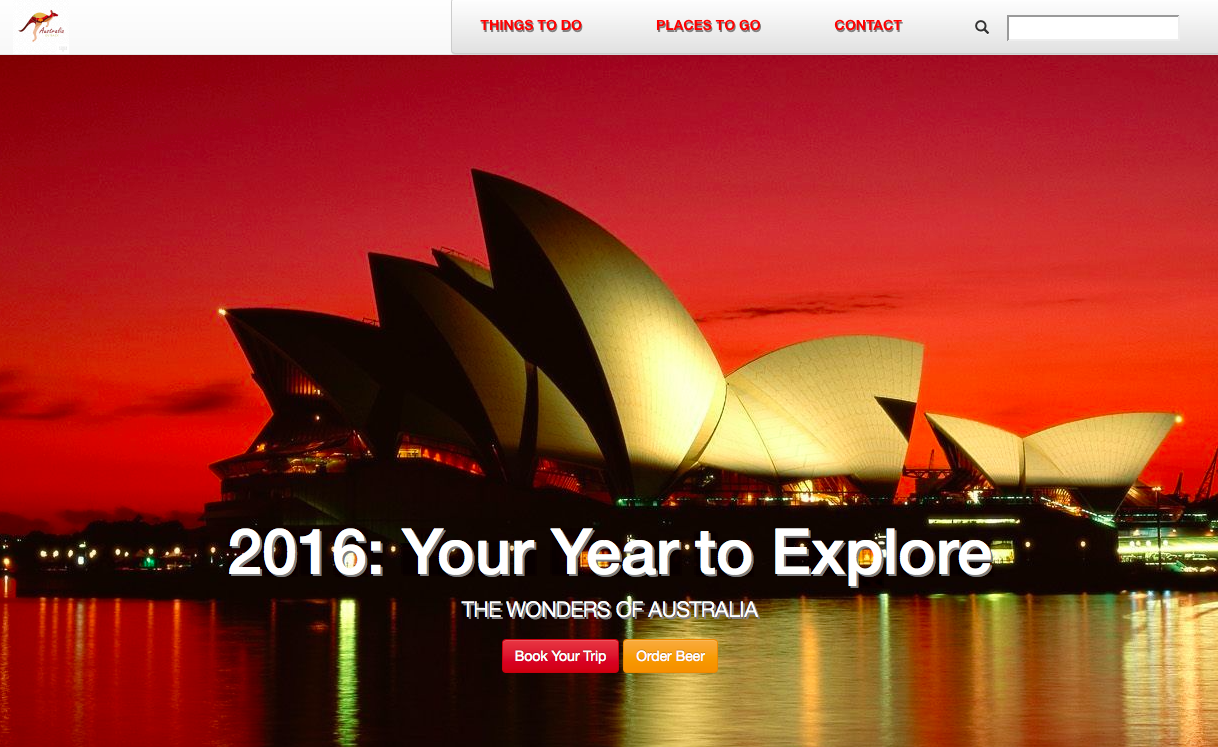 Australia
THINGS TO DO
PLACES TO GO
CONTACT
2016: Your Year to Explore
THE WONDERS OF AUSTRALIA
Book Your Trip
Order Beer